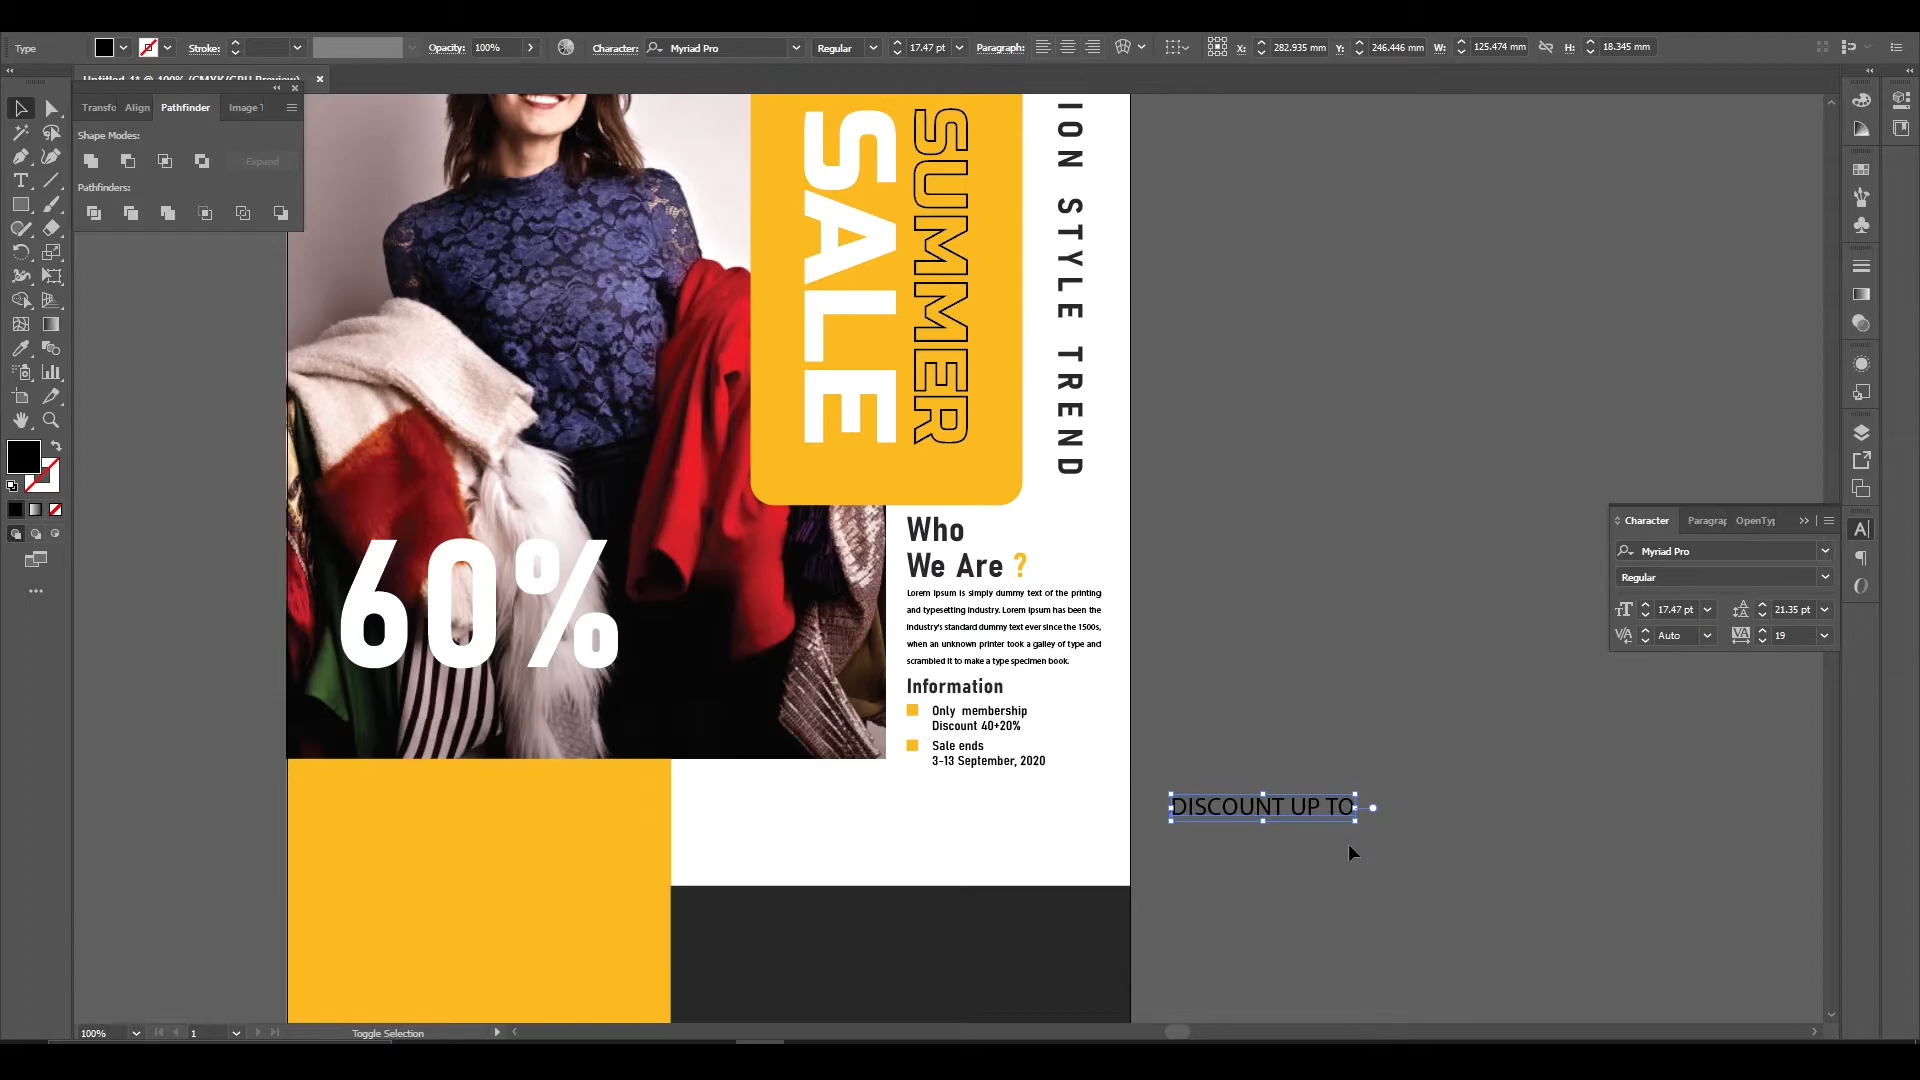 Type
Stroke:
Opacity: 100%
Character: Myriad Pro
Regular
17.47 pt
Paragraph:
X: 282.935 mm
Y: 246.446 mm
W: 125.474 mm
H: 18.345 mm
Untitled-1* @ 100% (CMYK/GPU Preview)
Transfo Align Pathfinder Image T
Shape Modes:
Expand
Pathfinders:
SALE
SUMMER
ION STYLE TREND
60%
Who
We Are ?
Lorem Ipsum is simply dummy text of the printing
and typesetting industry. Lorem Ipsum has been the
industry's standard dummy text ever since the 1500s,
when an unknown printer took a galley of type and
scrambled it to make a type specimen book.
Information
Only membership
Discount 40+20%
Sale ends
3-13 September, 2020
DISCOUNT UP TO
Character Paragrap OpenTyp
Myriad Pro
Regular
17.47 pt 21.35 pt
Auto 19
100%
1
Toggle Selection